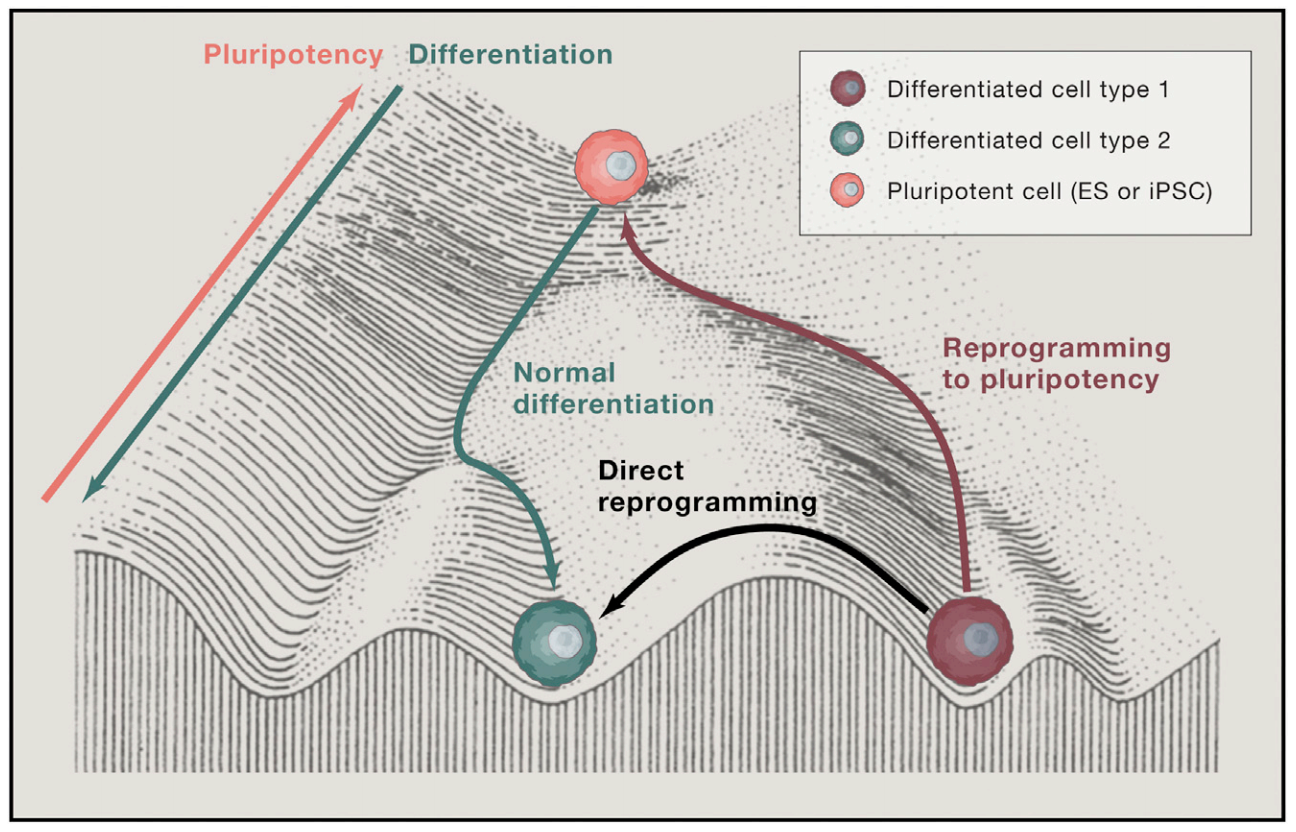 Pluripotency Differentiation
Differentiated cell type 1
Differentiated cell type 2
Pluripotent cell (ES or iPSC)
Reprogramming
to pluripotency
Normal
differentiation
Direct
reprogramming